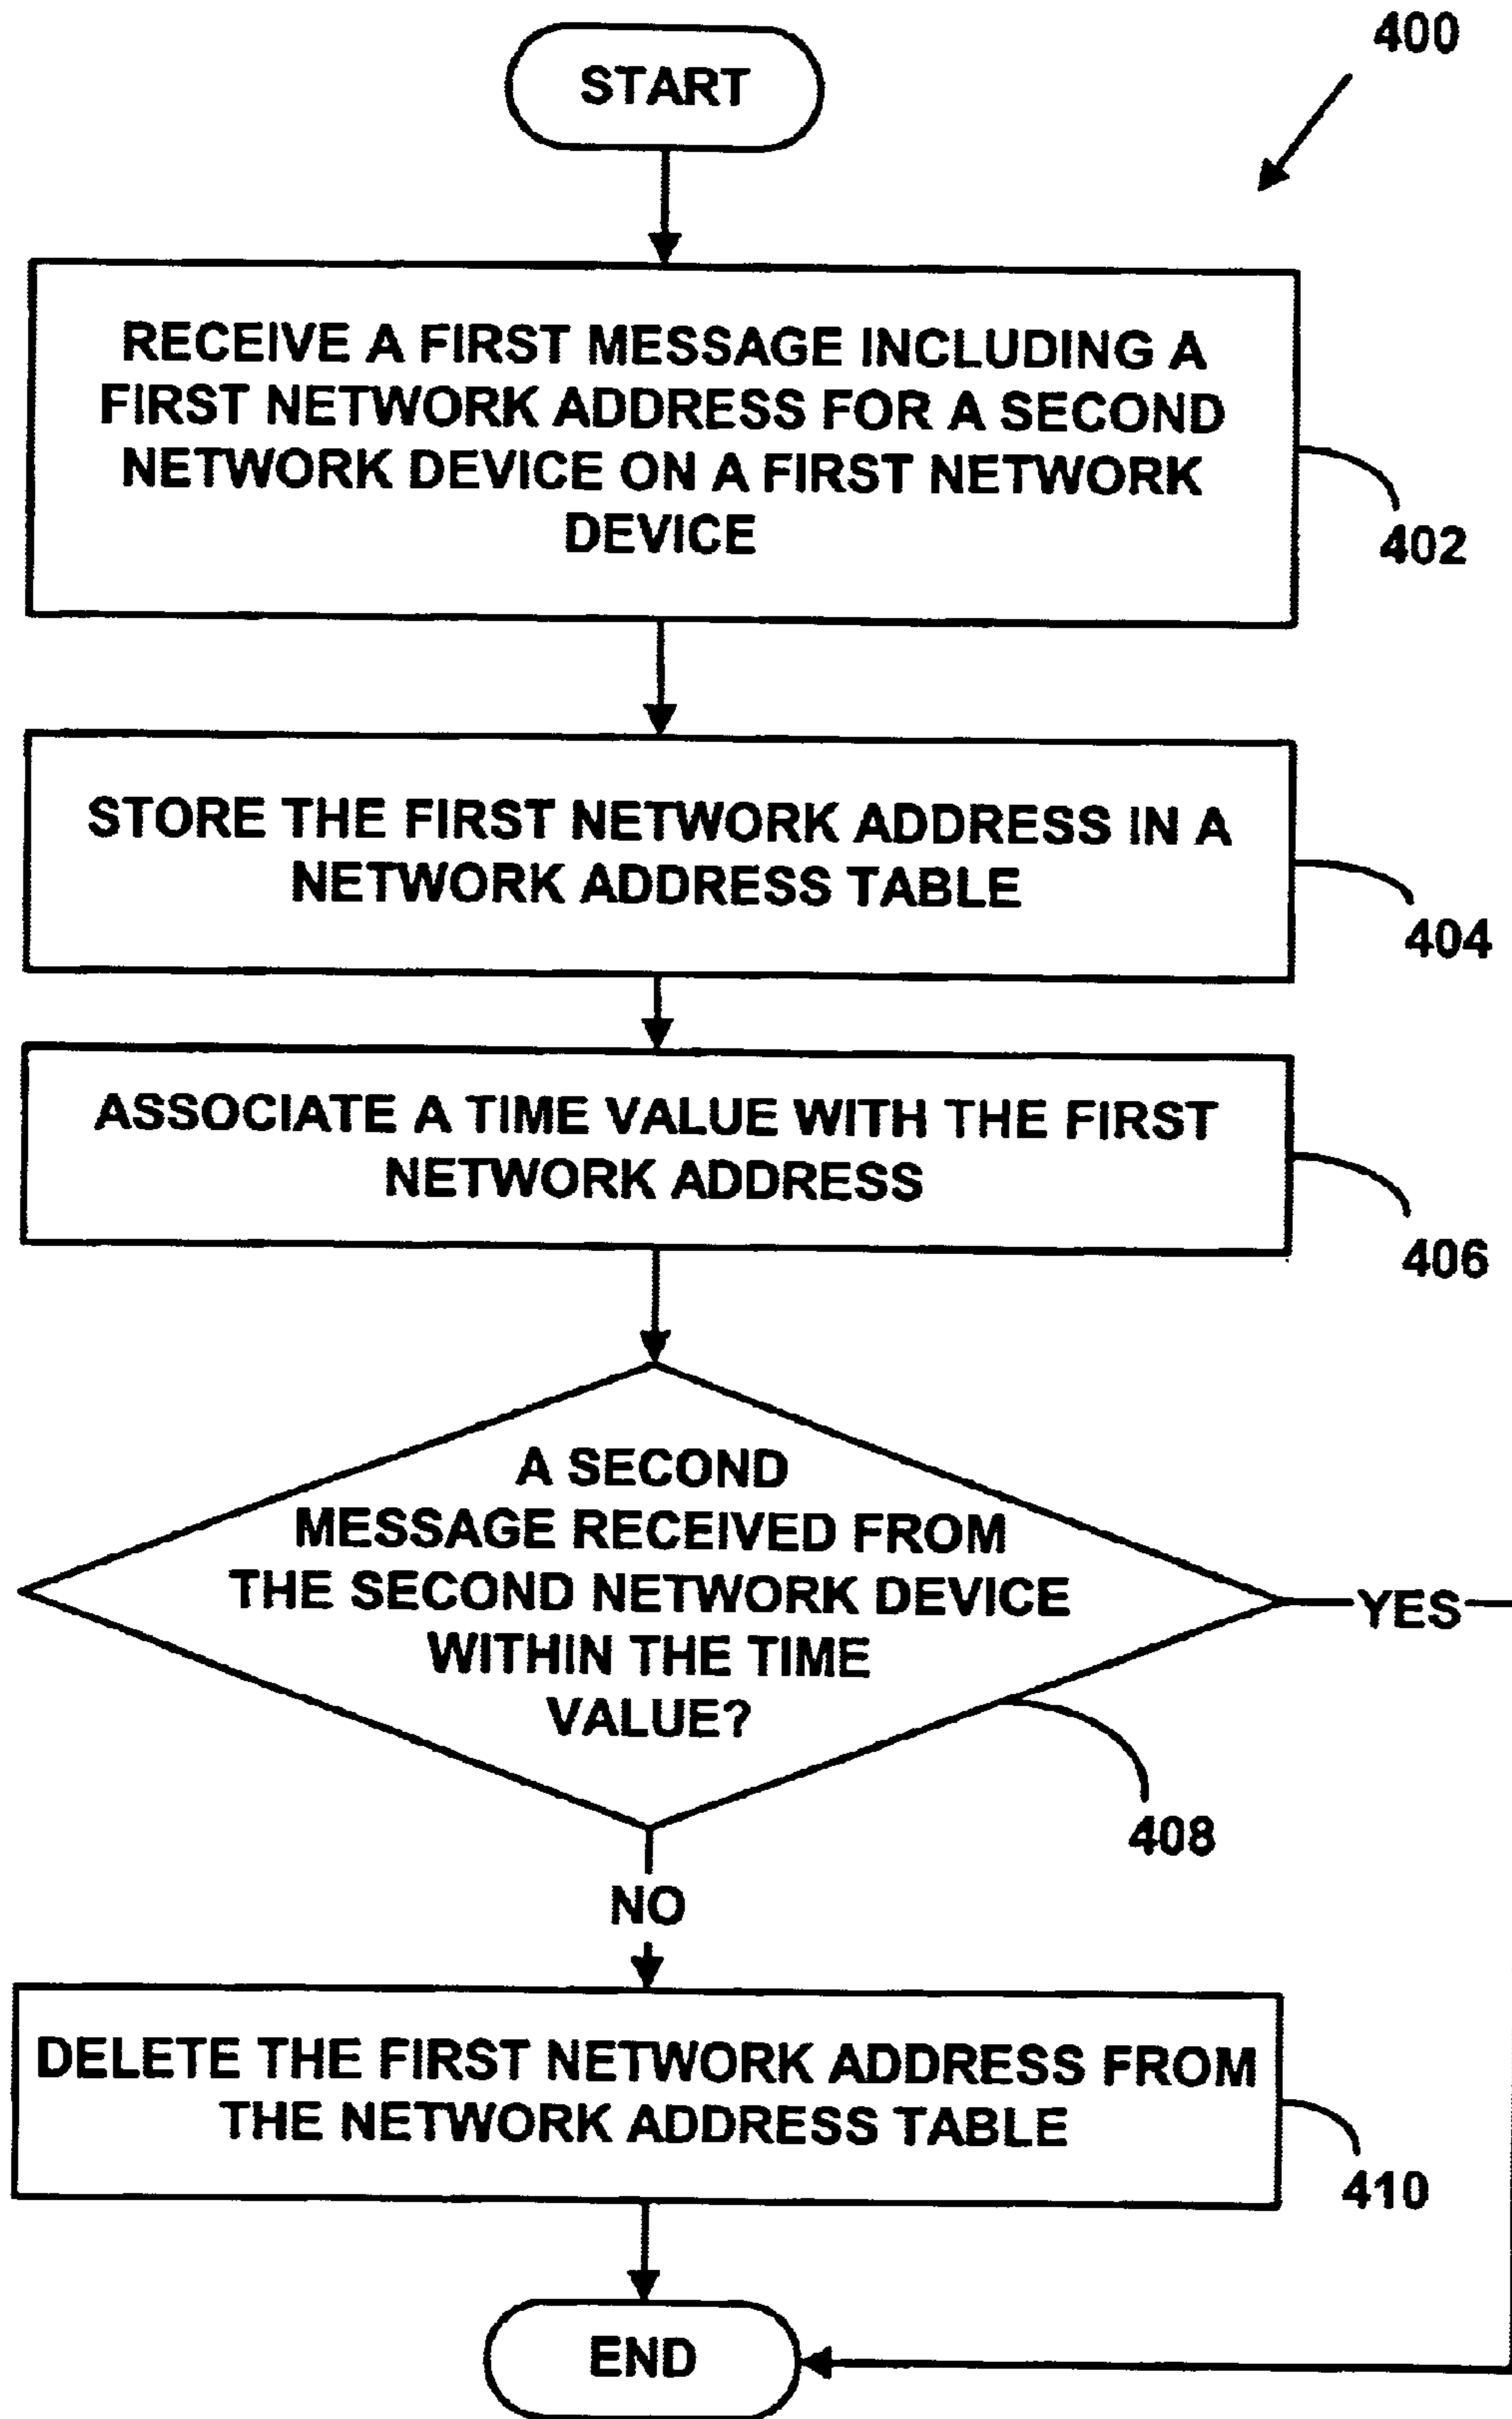 400
START
RECEIVE A FIRST MESSAGE INCLUDING A
FIRST NETWORK ADDRESS FOR A SECOND
NETWORK DEVICE ON A FIRST NETWORK
DEVICE
402
STORE THE FIRST NETWORK ADDRESS IN A
NETWORK ADDRESS TABLE
404
ASSOCIATE A TIME VALUE WITH THE FIRST
NETWORK ADDRESS
406
A SECOND
MESSAGE RECEIVED FROM
THE SECOND NETWORK DEVICE
WITHIN THE TIME
VALUE?
YES
408
NO
DELETE THE FIRST NETWORK ADDRESS FROM
THE NETWORK ADDRESS TABLE
410
END